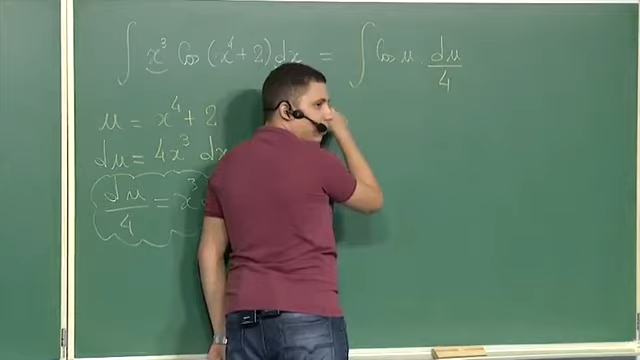 ∫ x³ cos(x⁴+2)dx = ∫ cos u . du/4
u = x⁴+2
du = 4x³ dx
du/4 = x³